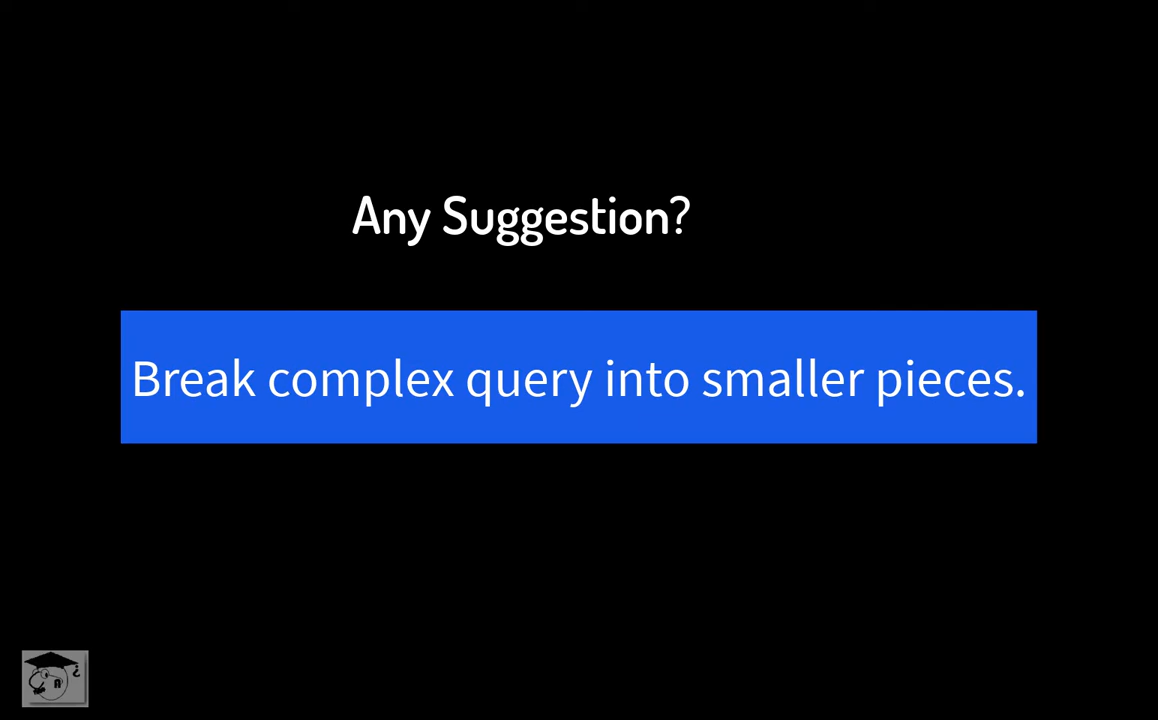 Any Suggestion?
Break complex query into smaller pieces.